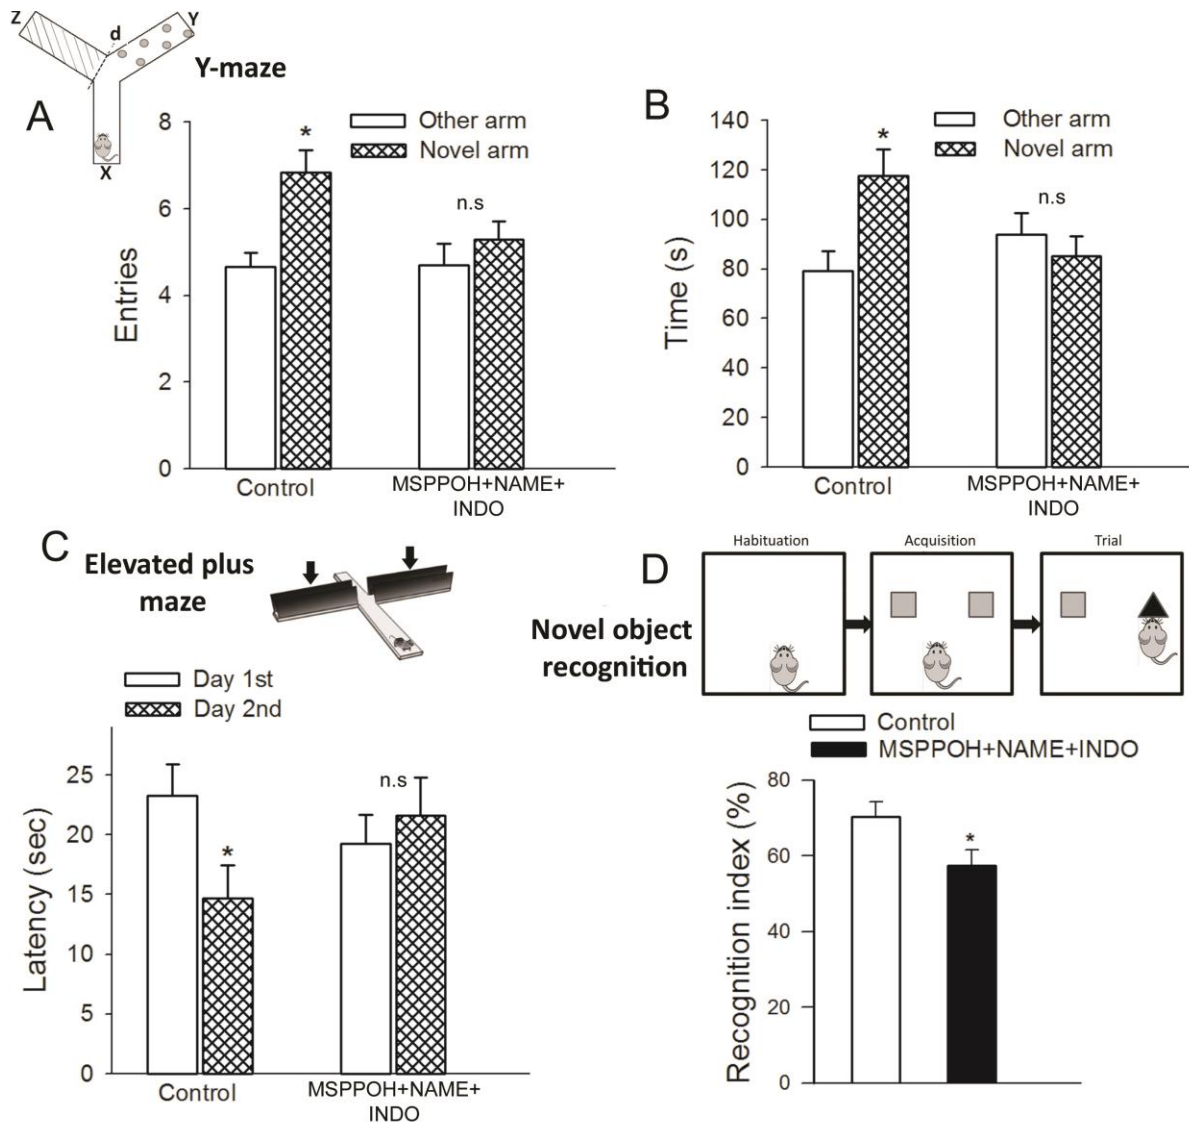 Z
d
Y
X
Y-maze
A
8
6
4
2
0
Entries
Other arm
Novel arm
*
n.s
Control
MSPPOH+NAME+
INDO
B
140
120
100
80
60
40
20
0
Time (s)
Other arm
Novel arm
*
n.s
Control
MSPPOH+NAME+
INDO
C
Elevated plus
maze
Day 1st
Day 2nd
25
20
15
10
5
0
Latency (sec)
*
n.s
Control
MSPPOH+NAME+
INDO
D
Novel object
recognition
Habituation
Acquisition
Trial
Control
MSPPOH+NAME+INDO
80
60
40
20
0
Recognition index (%)
*